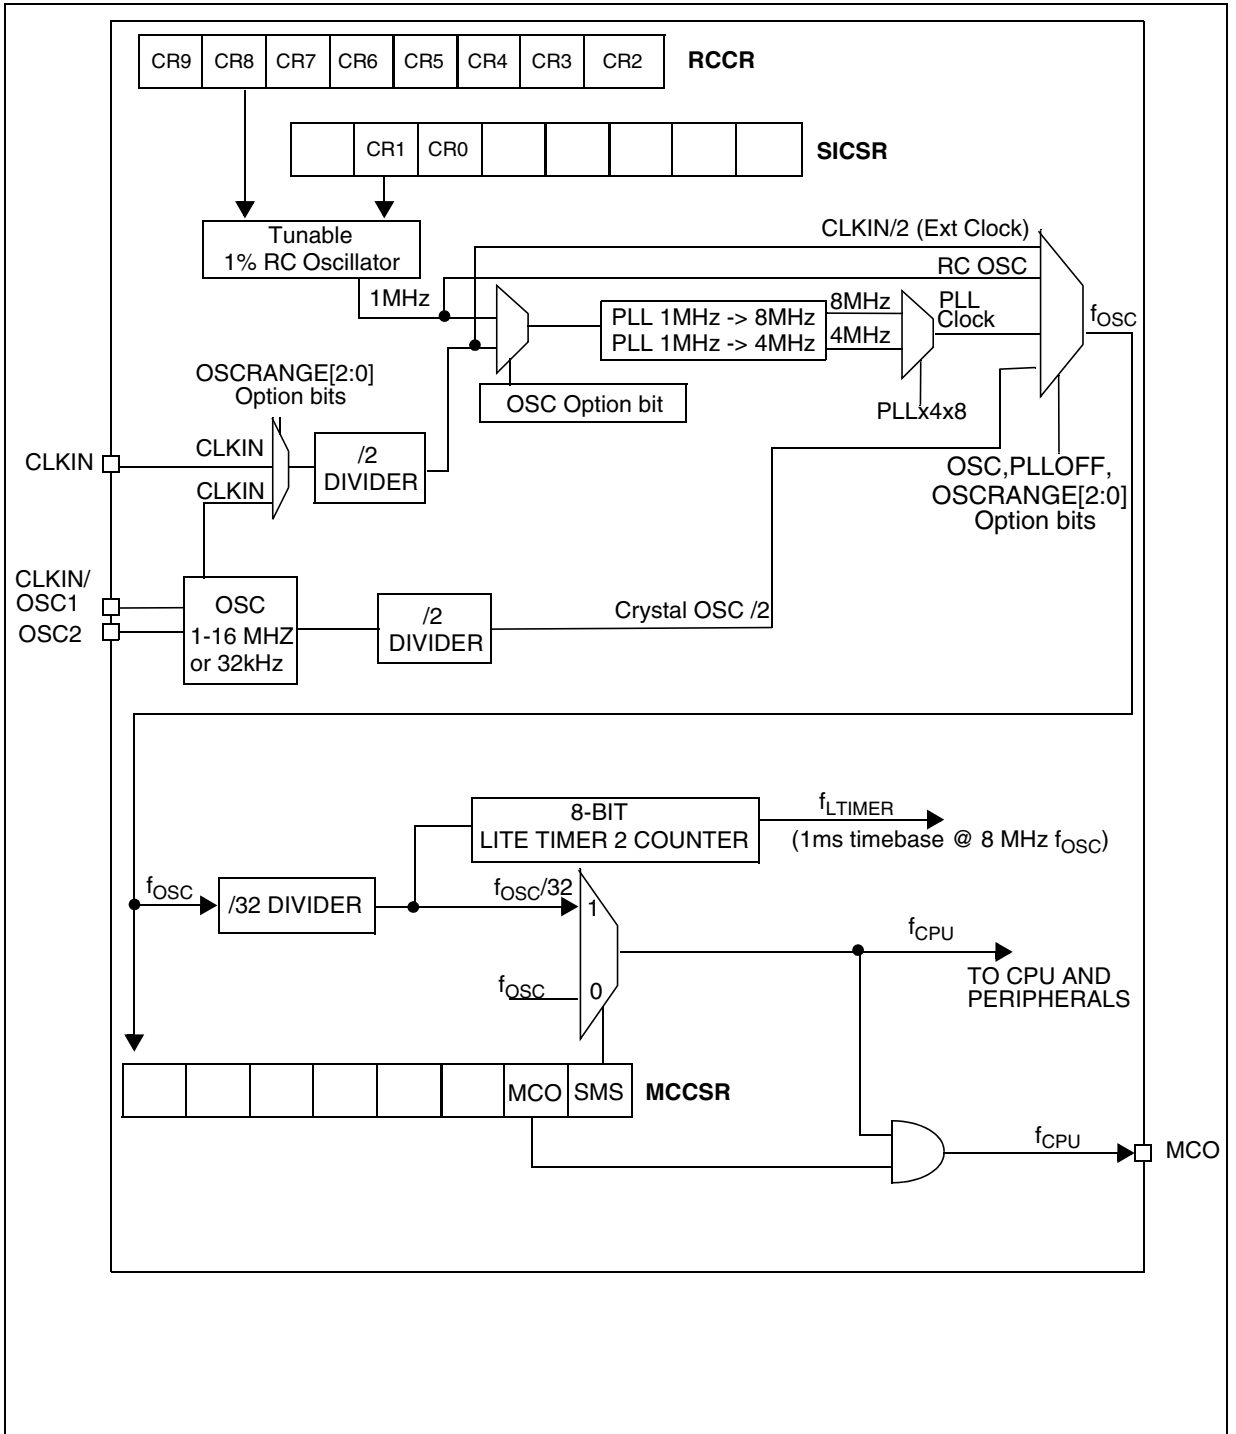 CR9 CR8 CR7 CR6 CR5 CR4 CR3 CR2 RCCR
CR1 CR0 SICSR
Tunable
1% RC Oscillator
CLKIN/2 (Ext Clock)
RC OSC
1MHz
PLL 1MHz -> 8MHz
PLL 1MHz -> 4MHz
8MHz
4MHz
PLL
Clock
fOSC
OSC Option bit
PLLx4x8
OSCRANGE[2:0]
Option bits
CLKIN
CLKIN
CLKIN
/2
DIVIDER
OSC,PLLOFF,
OSCRANGE[2:0]
Option bits
CLKIN/
OSC1
OSC2
OSC
1-16 MHZ
or 32kHz
/2
DIVIDER
Crystal OSC /2
8-BIT
LITE TIMER 2 COUNTER
fLTIMER
(1ms timebase @ 8 MHz fOSC)
fOSC
/32 DIVIDER
fOSC/32
1
fOSC
0
fCPU
TO CPU AND
PERIPHERALS
MCO SMS MCCSR
fCPU
MCO